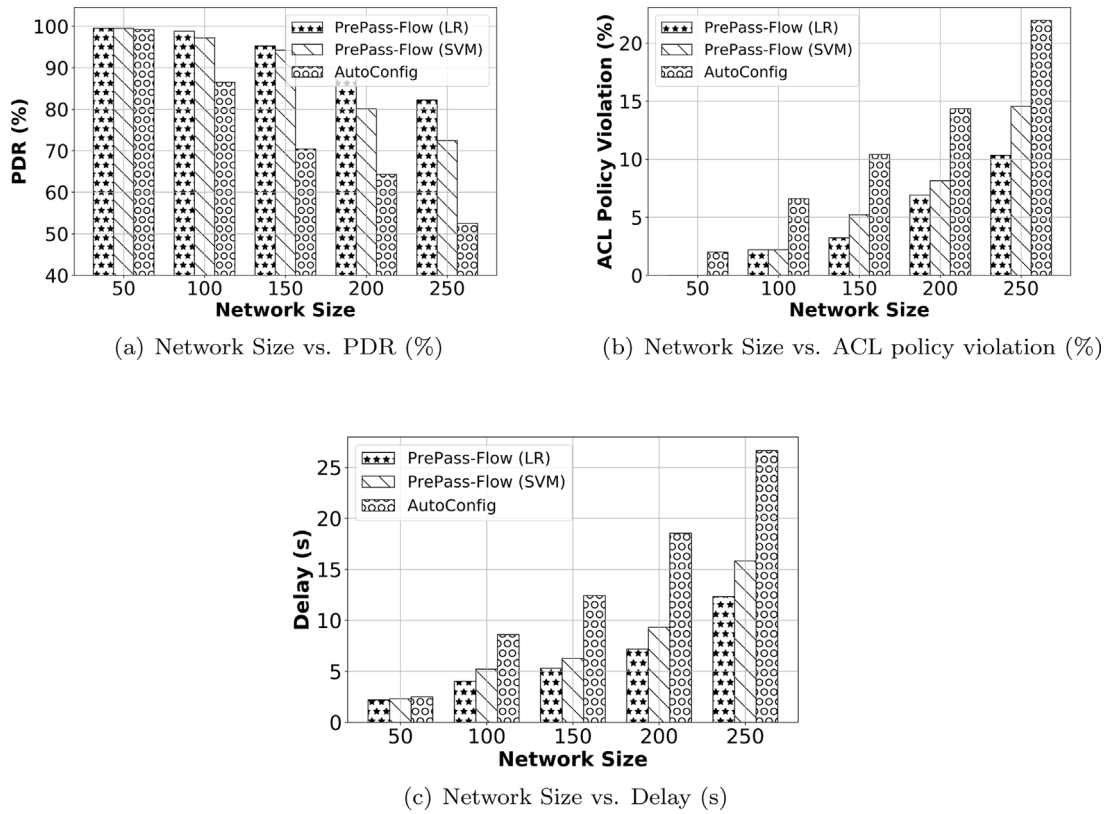 PrePass-Flow (LR)
PrePass-Flow (SVM)
AutoConfig
PDR (%)
100
90
80
70
60
50
40
50 100 150 200 250
Network Size
(a) Network Size vs. PDR (%)
PrePass-Flow (LR)
PrePass-Flow (SVM)
AutoConfig
ACL Policy Violation (%)
20
15
10
5
0
50 100 150 200 250
Network Size
(b) Network Size vs. ACL policy violation (%)
PrePass-Flow (LR)
PrePass-Flow (SVM)
AutoConfig
Delay (s)
25
20
15
10
5
0
50 100 150 200 250
Network Size
(c) Network Size vs. Delay (s)